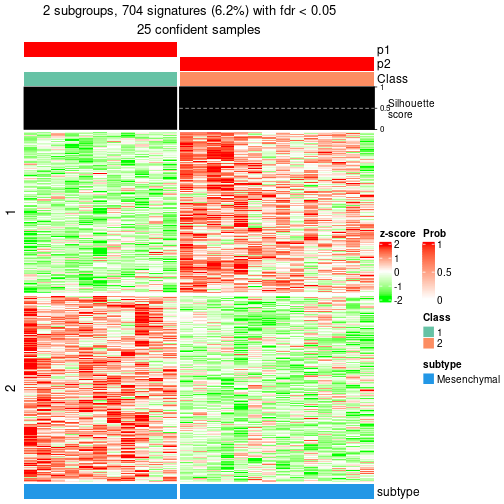 2 subgroups, 704 signatures (6.2%) with fdr < 0.05
25 confident samples
p1
p2
Class
1
0.5
0
Silhouette
score
1
2
z-score
2
1
0
-1
-2
Prob
1
0.5
0
Class
1
2
subtype
Mesenchymal
subtype